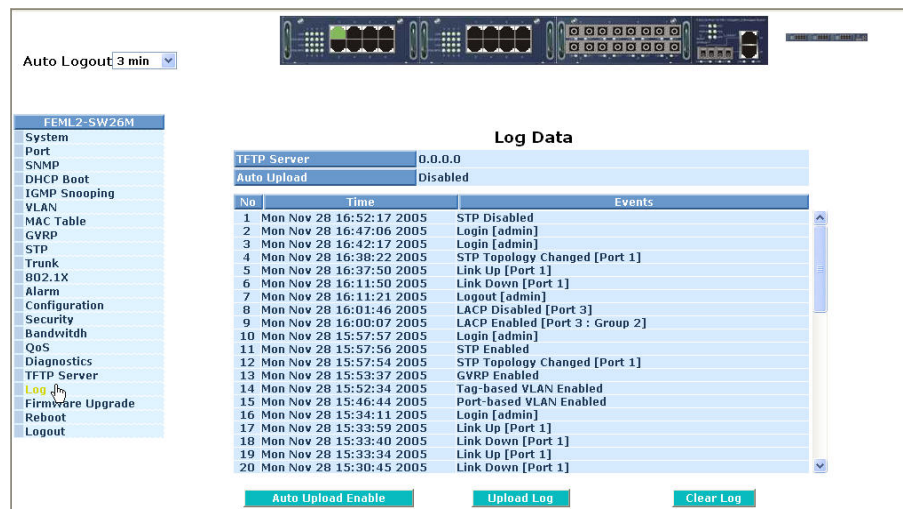 Auto Logout 3 min
FEML2-SW26M
System
Port
SNMP
DHCP Boot
IGMP Snooping
VLAN
MAC Table
GVRP
STP
Trunk
802.1X
Alarm
Configuration
Security
Bandwitdh
QoS
Diagnostics
TFTP Server
Log
Firmware Upgrade
Reboot
Logout
Log Data
TFTP Server 0.0.0.0
Auto Upload Disabled
No Time Events
1 Mon Nov 28 16:52:17 2005 STP Disabled
2 Mon Nov 28 16:47:06 2005 Login [admin]
3 Mon Nov 28 16:42:17 2005 Login [admin]
4 Mon Nov 28 16:38:22 2005 STP Topology Changed [Port 1]
5 Mon Nov 28 16:37:50 2005 Link Up [Port 1]
6 Mon Nov 28 16:11:50 2005 Link Down [Port 1]
7 Mon Nov 28 16:11:21 2005 Logout [admin]
8 Mon Nov 28 16:01:46 2005 LACP Disabled [Port 3]
9 Mon Nov 28 16:00:07 2005 LACP Enabled [Port 3 : Group 2]
10 Mon Nov 28 15:57:57 2005 Login [admin]
11 Mon Nov 28 15:57:56 2005 STP Enabled
12 Mon Nov 28 15:57:54 2005 STP Topology Changed [Port 1]
13 Mon Nov 28 15:53:37 2005 GVRP Enabled
14 Mon Nov 28 15:52:34 2005 Tag-based VLAN Enabled
15 Mon Nov 28 15:46:44 2005 Port-based VLAN Enabled
16 Mon Nov 28 15:34:11 2005 Login [admin]
17 Mon Nov 28 15:33:59 2005 Link Up [Port 1]
18 Mon Nov 28 15:33:40 2005 Link Down [Port 1]
19 Mon Nov 28 15:33:34 2005 Link Up [Port 1]
20 Mon Nov 28 15:30:45 2005 Link Down [Port 1]
Auto Upload Enable Upload Log Clear Log